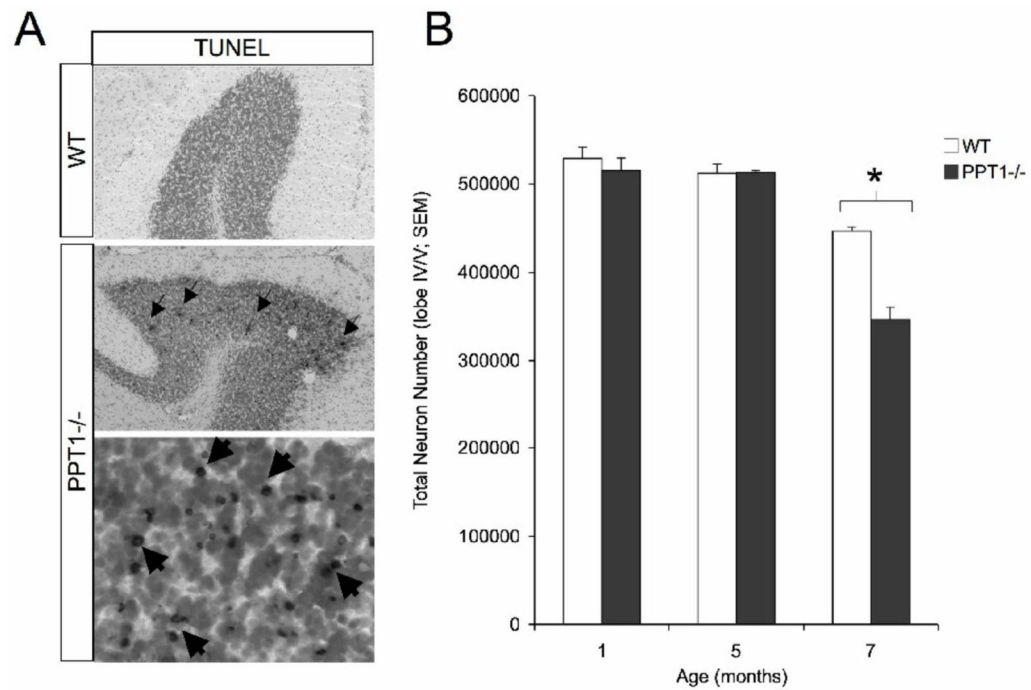 A
TUNEL
WT
PPT1-/-
B
Total Neuron Number (lobe IV/V; SEM)
600000
500000
400000
300000
200000
100000
0
WT
PPT1-/-
*
1
5
7
Age (months)